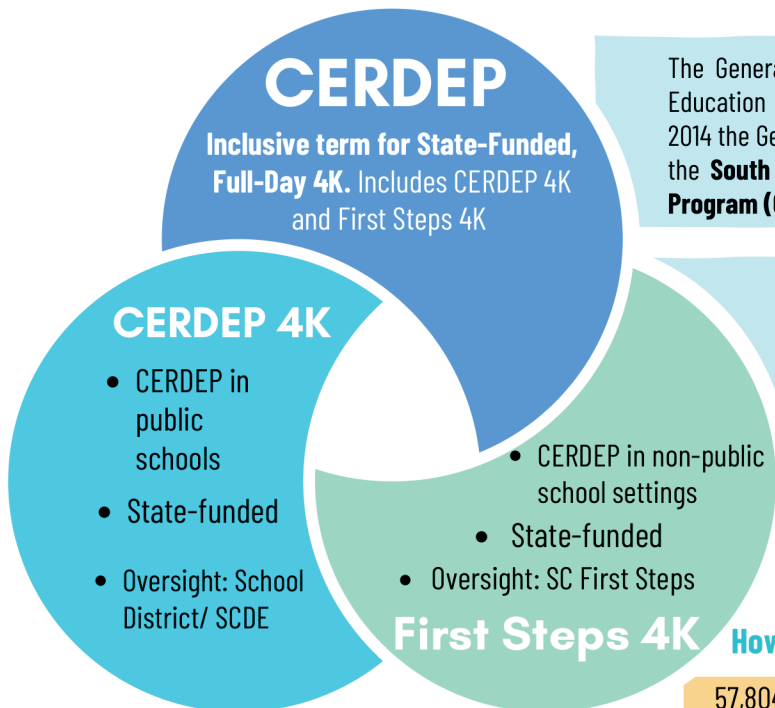 CERDEP
Inclusive term for State-Funded,
Full-Day 4K. Includes CERDEP 4K
and First Steps 4K
The
Education
2014 the
the South
Program
CERDEP 4K
• CERDEP in
public
schools
• State-funded
• Oversight: School
District/ SCDE
• CERDEP in non-public
school settings
• State-funded
• Oversight: SC First Steps
First Steps 4K
57,804